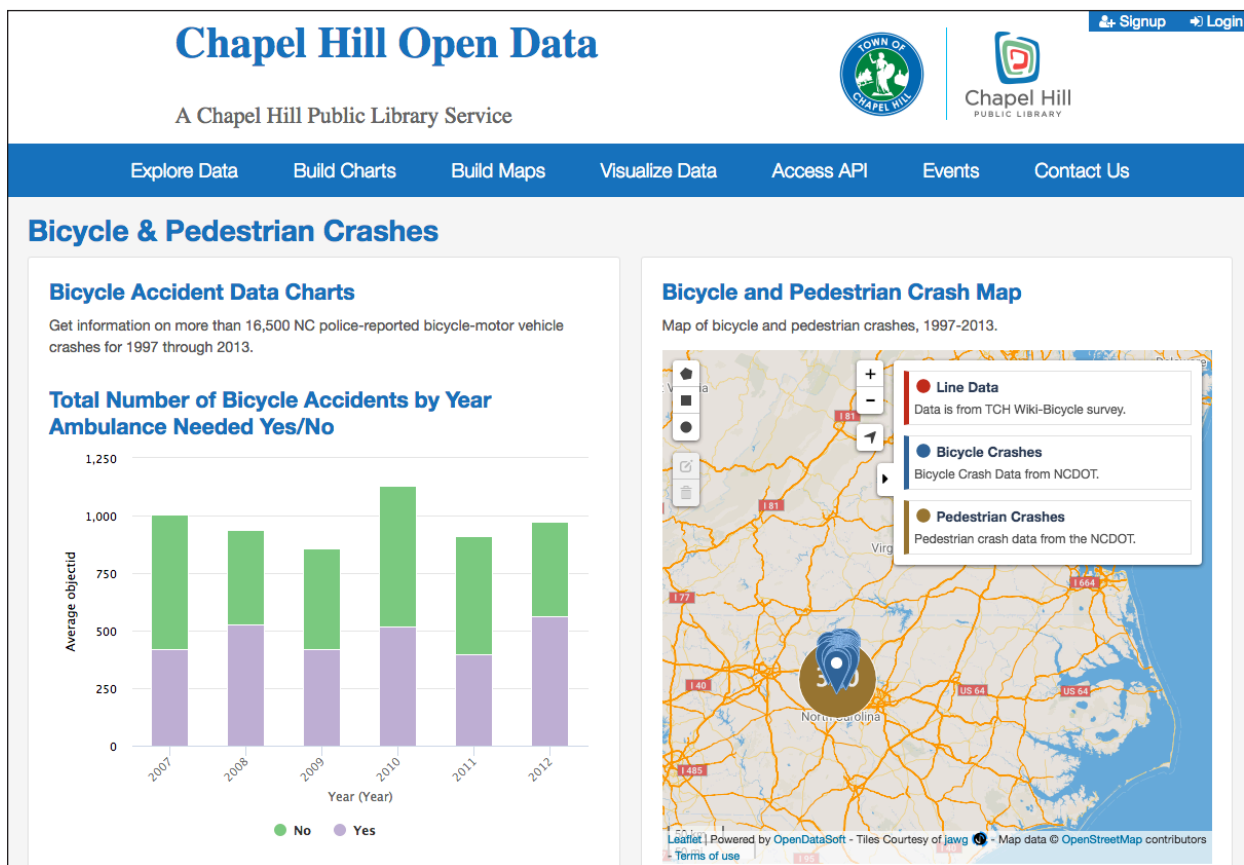 Signup
Login
Chapel Hill Open Data
A Chapel Hill Public Library Service
TOWN OF
CHAPEL HILL
Chapel Hill
PUBLIC LIBRARY
Explore Data
Build Charts
Build Maps
Visualize Data
Access API
Events
Contact Us
Bicycle & Pedestrian Crashes
Bicycle Accident Data Charts
Get information on more than 16,500 NC police-reported bicycle-motor vehicle
crashes for 1997 through 2013.
Total Number of Bicycle Accidents by Year
Ambulance Needed Yes/No
1,250
1,000
750
500
250
0
Average objectid
2007
2008
2009
2010
2011
2012
Year (Year)
No
Yes
Bicycle and Pedestrian Crash Map
Map of bicycle and pedestrian crashes, 1997-2013.
+
−
Line Data
Data is from TCH Wiki-Bicycle survey.
Bicycle Crashes
Bicycle Crash Data from NCDOT.
Pedestrian Crashes
Pedestrian crash data from the NCDOT.
I 81
I 81
Virg
I 664
I 77
I 40
US 64
US 64
North Carolina
I 485
I 95
50 km
50 mi
Leaflet | Powered by OpenDataSoft - Tiles Courtesy of jawg - Map data © OpenStreetMap contributors
- Terms of use